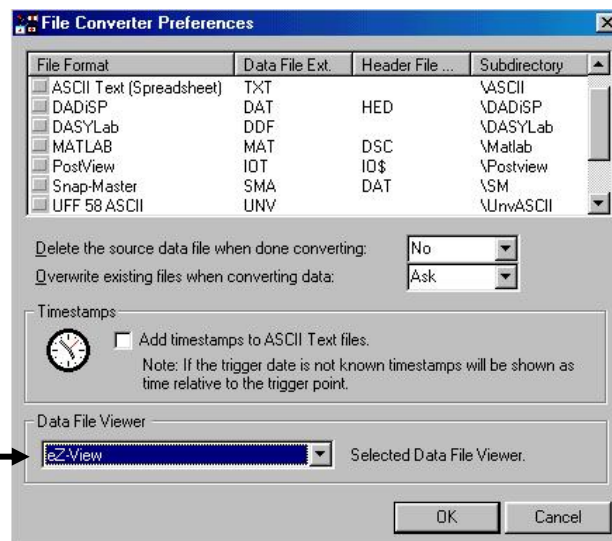 File Converter Preferences
File Format Data File Ext. Header File ... Subdirectory
ASCII Text (Spreadsheet) TXT \ASCII
DADiSP DAT HED \DADiSP
DASYLab DDF \DASYLab
MATLAB MAT DSC \Matlab
PostView IOT IO$ \Postview
Snap-Master SMA DAT \SM
UFF 58 ASCII UNV \UnvASCII
Delete the source data file when done converting: No
Overwrite existing files when converting data: Ask
Timestamps
Add timestamps to ASCII Text files.
Note: If the trigger date is not known timestamps will be shown as
time relative to the trigger point.
Data File Viewer
eZ-View Selected Data File Viewer.
OK Cancel